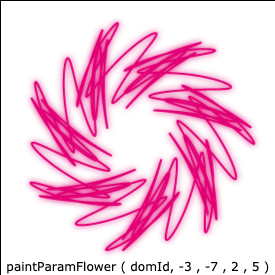 paintParamFlower ( domId, -3 , -7 , 2 , 5 )